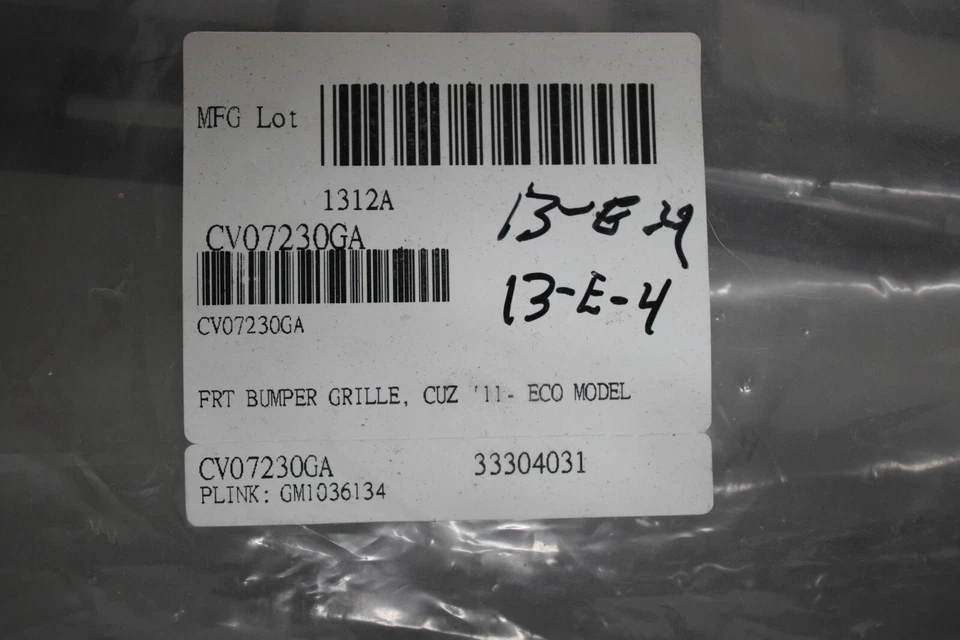 MFG Lot
1312A
CV07230GA
CV07230GA
13-E 29
13-E-4
FRT BUMPER GRILLE, CUZ '11- ECO MODEL
CV07230GA 33304031
PLINK: GM1036134